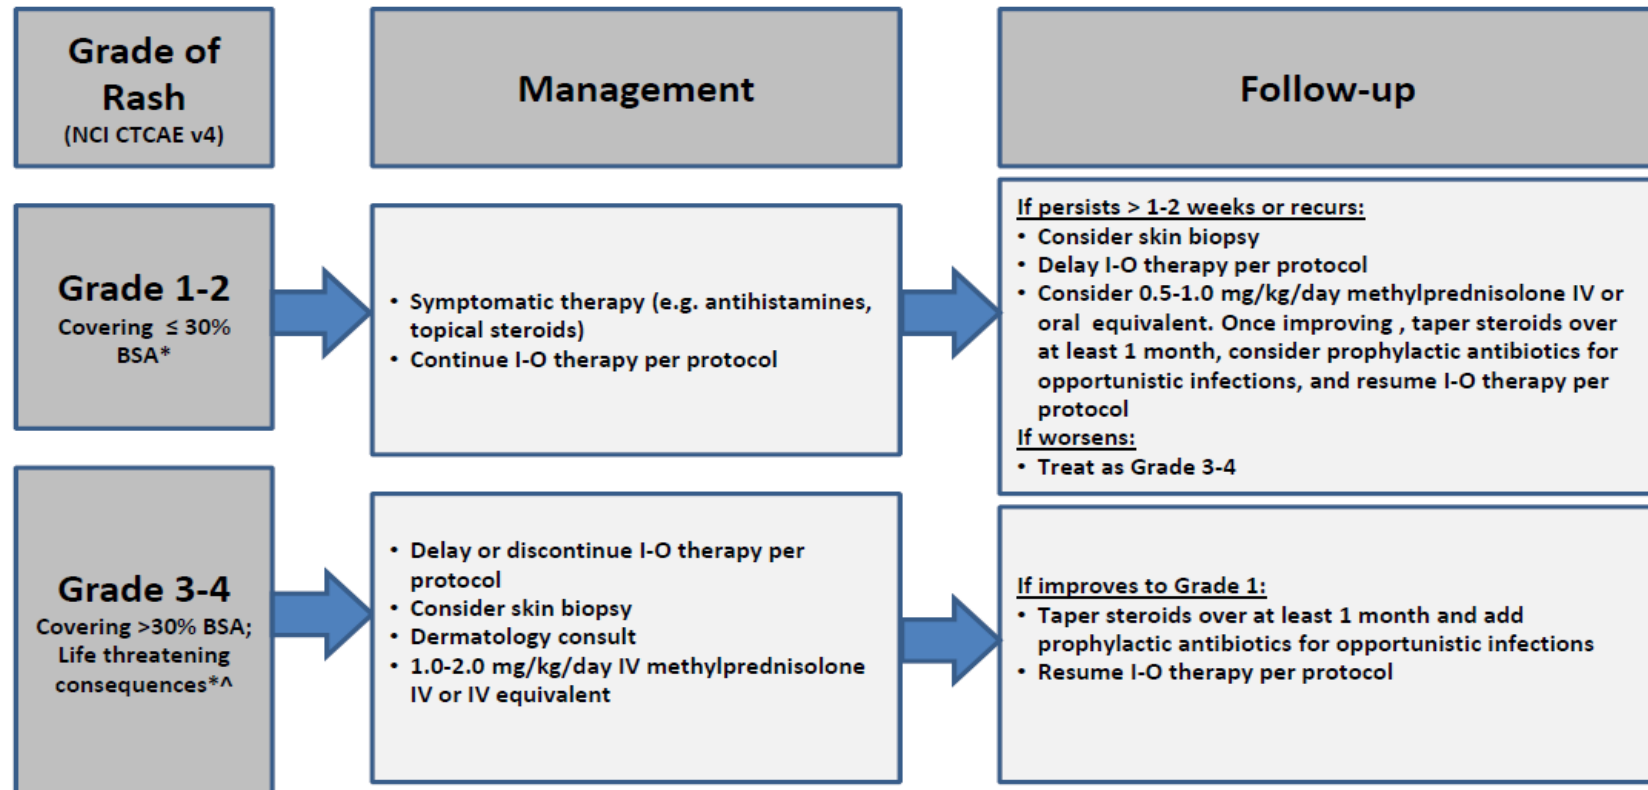 Grade of
Rash
(NCI CTCAE v4)
Management
Follow-up
Grade 1-2
Covering ≤ 30%
BSA*
• Symptomatic therapy (e.g. antihistamines,
topical steroids)
• Continue I-O therapy per protocol
If persists > 1-2 weeks or recurs:
• Consider skin biopsy
• Delay I-O therapy per protocol
• Consider 0.5-1.0 mg/kg/day methylprednisolone IV or
oral equivalent. Once improving , taper steroids over
at least 1 month, consider prophylactic antibiotics for
opportunistic infections, and resume I-O therapy per
protocol
If worsens:
• Treat as Grade 3-4
Grade 3-4
Covering >30% BSA;
Life threatening
consequences*^
• Delay or discontinue I-O therapy per
protocol
• Consider skin biopsy
• Dermatology consult
• 1.0-2.0 mg/kg/day IV methylprednisolone
IV or IV equivalent
If improves to Grade 1:
• Taper steroids over at least 1 month and add
prophylactic antibiotics for opportunistic infections
• Resume I-O therapy per protocol